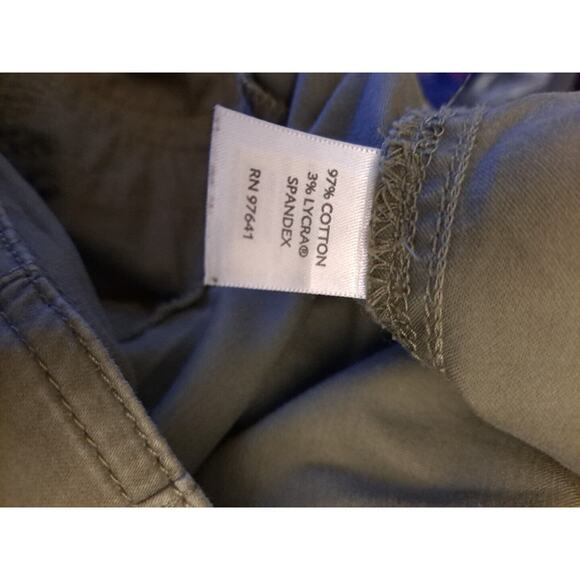 97% COTTON
3% LYCRA®
SPANDEX
RN 97641